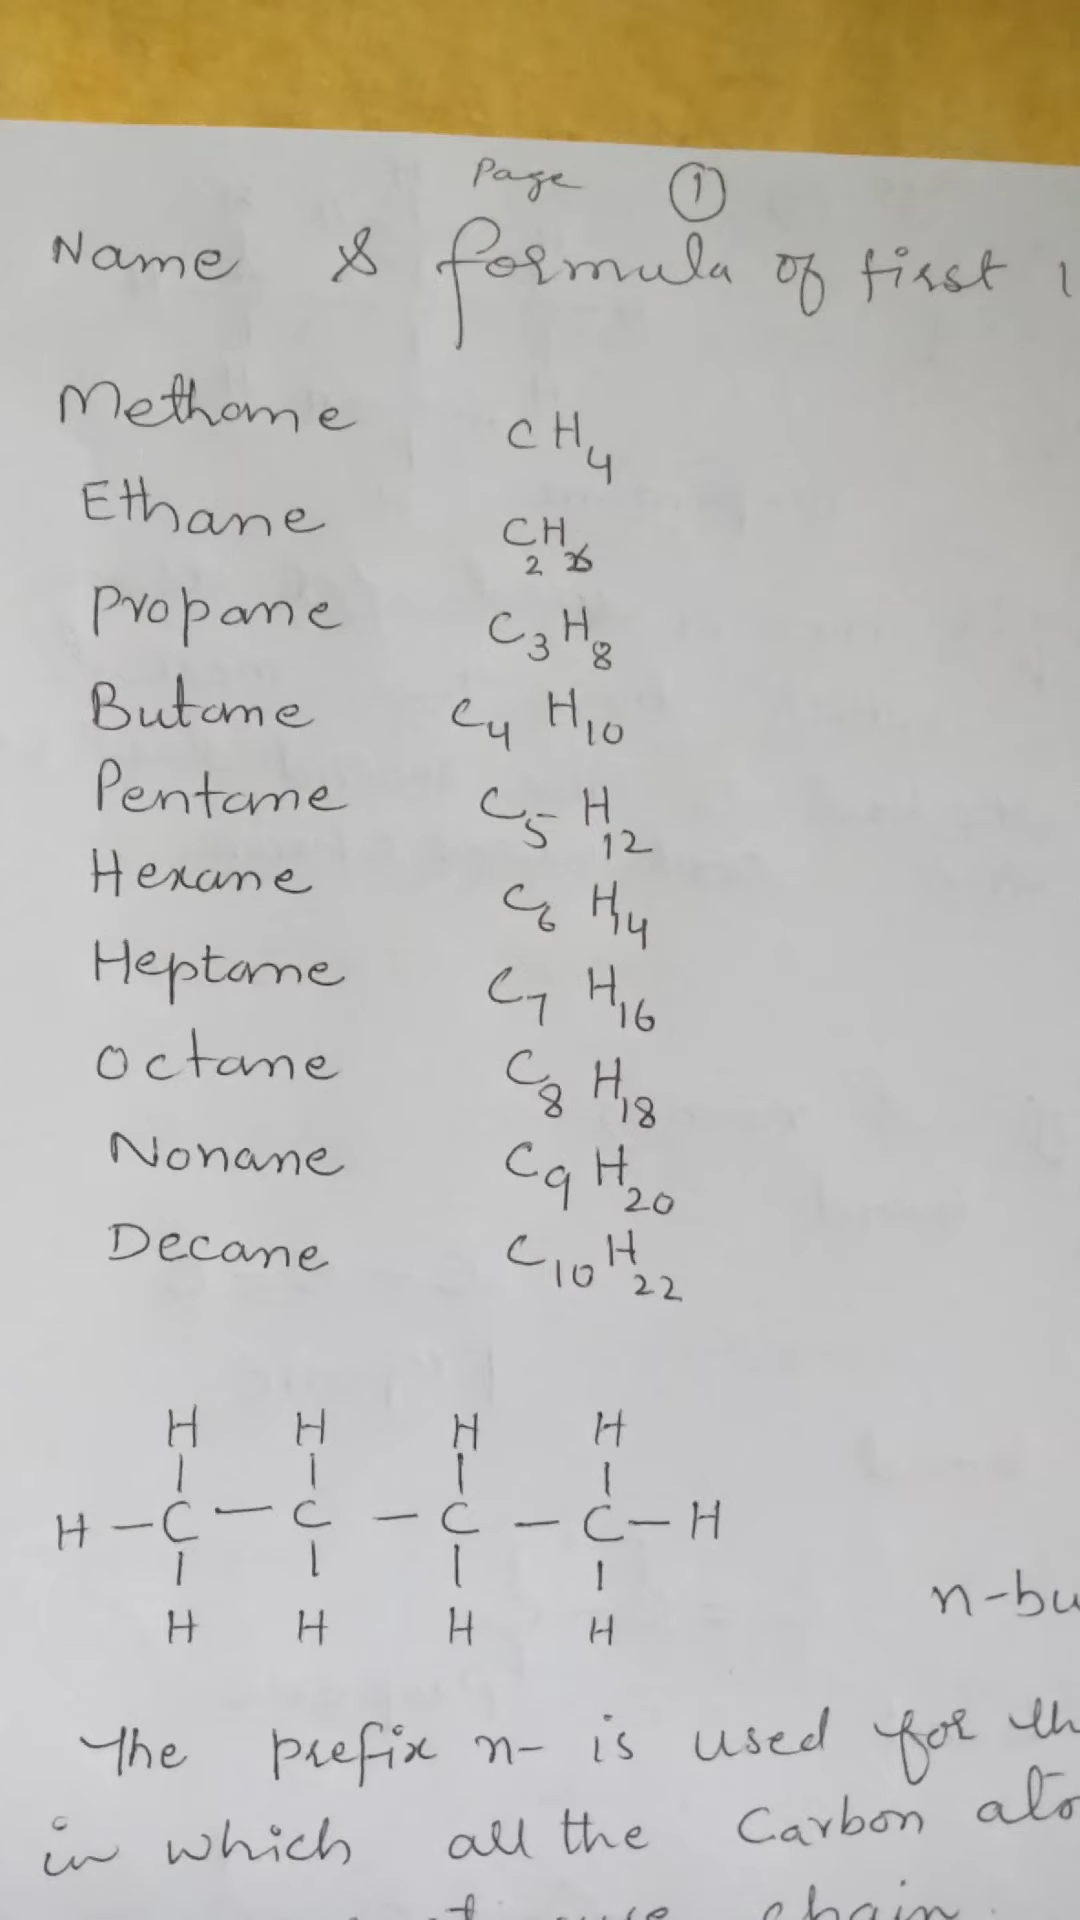 Page ①
Name & formula of first 1
Methane CH₄
Ethane C₂H₆
Propane C₃H₈
Butane C₄H₁₀
Pentane C₅H₁₂
Hexane C₆H₁₄
Heptane C₇H₁₆
Octane C₈H₁₈
Nonane C₉H₂₀
Decane C₁₀H₂₂
H H H H
H – C – C – C – C – H
n-bu
H H H H
The prefix n- is used for th
in which all the Carbon ato
chain.